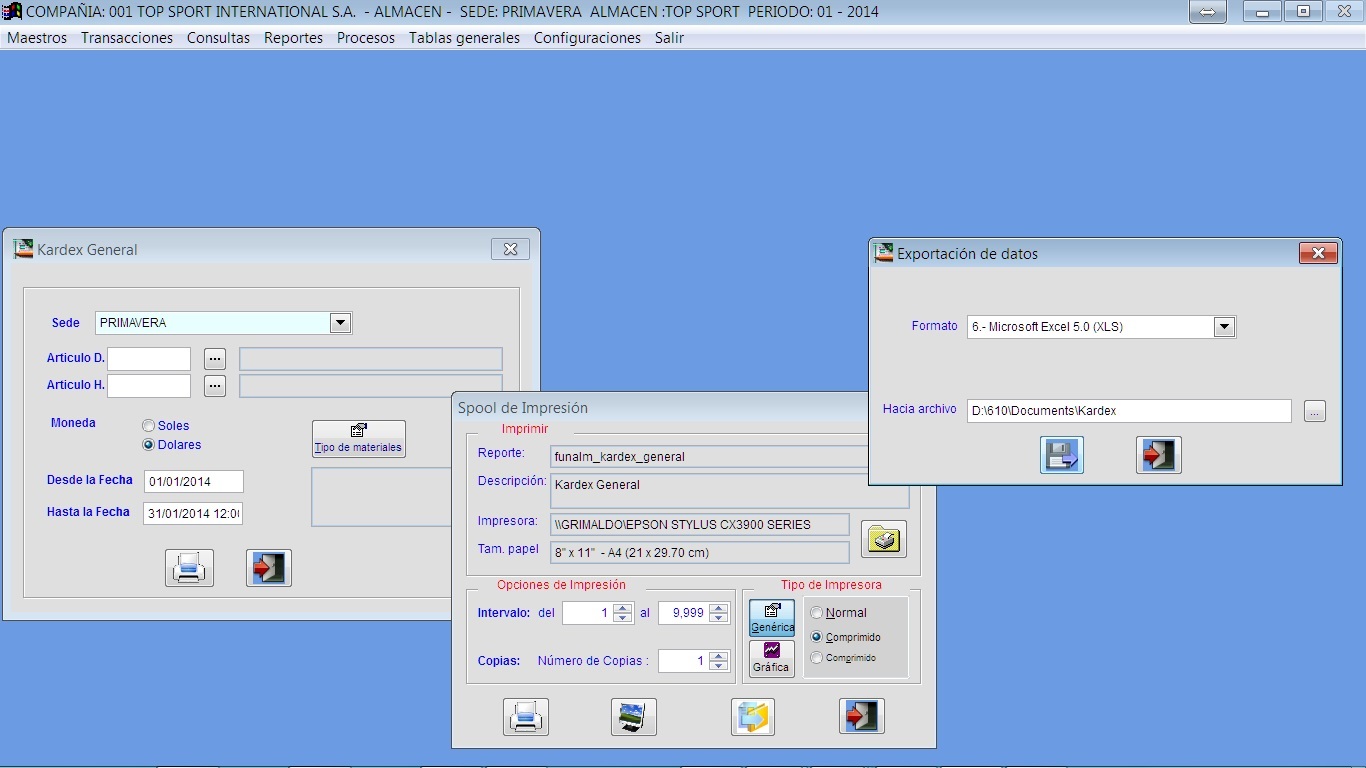 COMPAÑIA: 001 TOP SPORT INTERNATIONAL S.A. - ALMACEN - SEDE: PRIMAVERA ALMACEN :TOP SPORT PERIODO: 01 - 2014
Maestros Transacciones Consultas Reportes Procesos Tablas generales Configuraciones Salir
Kardex General
Sede PRIMAVERA
Articulo D. ...
Articulo H. ...
Moneda
Soles
Dolares
Tipo de materiales
Desde la Fecha 01/01/2014
Hasta la Fecha 31/01/2014 12:0
Spool de Impresión
Imprimir
Reporte: funalm_kardex_general
Descripción: Kardex General
Impresora: \\GRIMALDO\EPSON STYLUS CX3900 SERIES
Tam. papel 8" x 11" - A4 (21 x 29.70 cm)
Opciones de Impresión
Intervalo: del 1 al 9,999
Copias: Número de Copias : 1
Tipo de Impresora
Genérica
Gráfica
Normal
Comprimido
Comprimido
Exportación de datos
Formato 6.- Microsoft Excel 5.0 (XLS)
Hacia archivo D:\610\Documents\Kardex ...